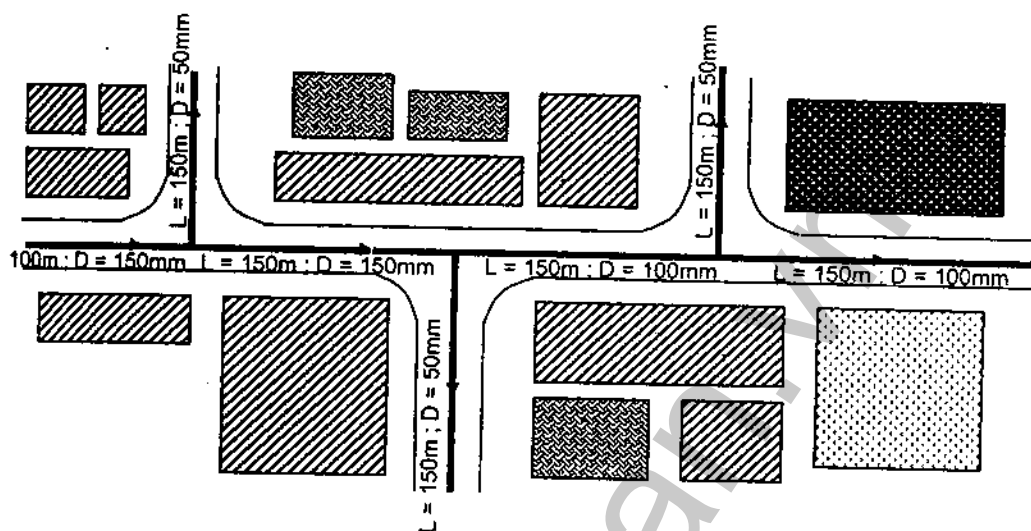 L = 150m ; D = 50mm
L = 150m ; D = 50mm
100m ; D = 150mm
L = 150m ; D = 150mm
L = 150m ; D = 100mm
L = 150m ; D = 100mm
L = 150m ; D = 50mm